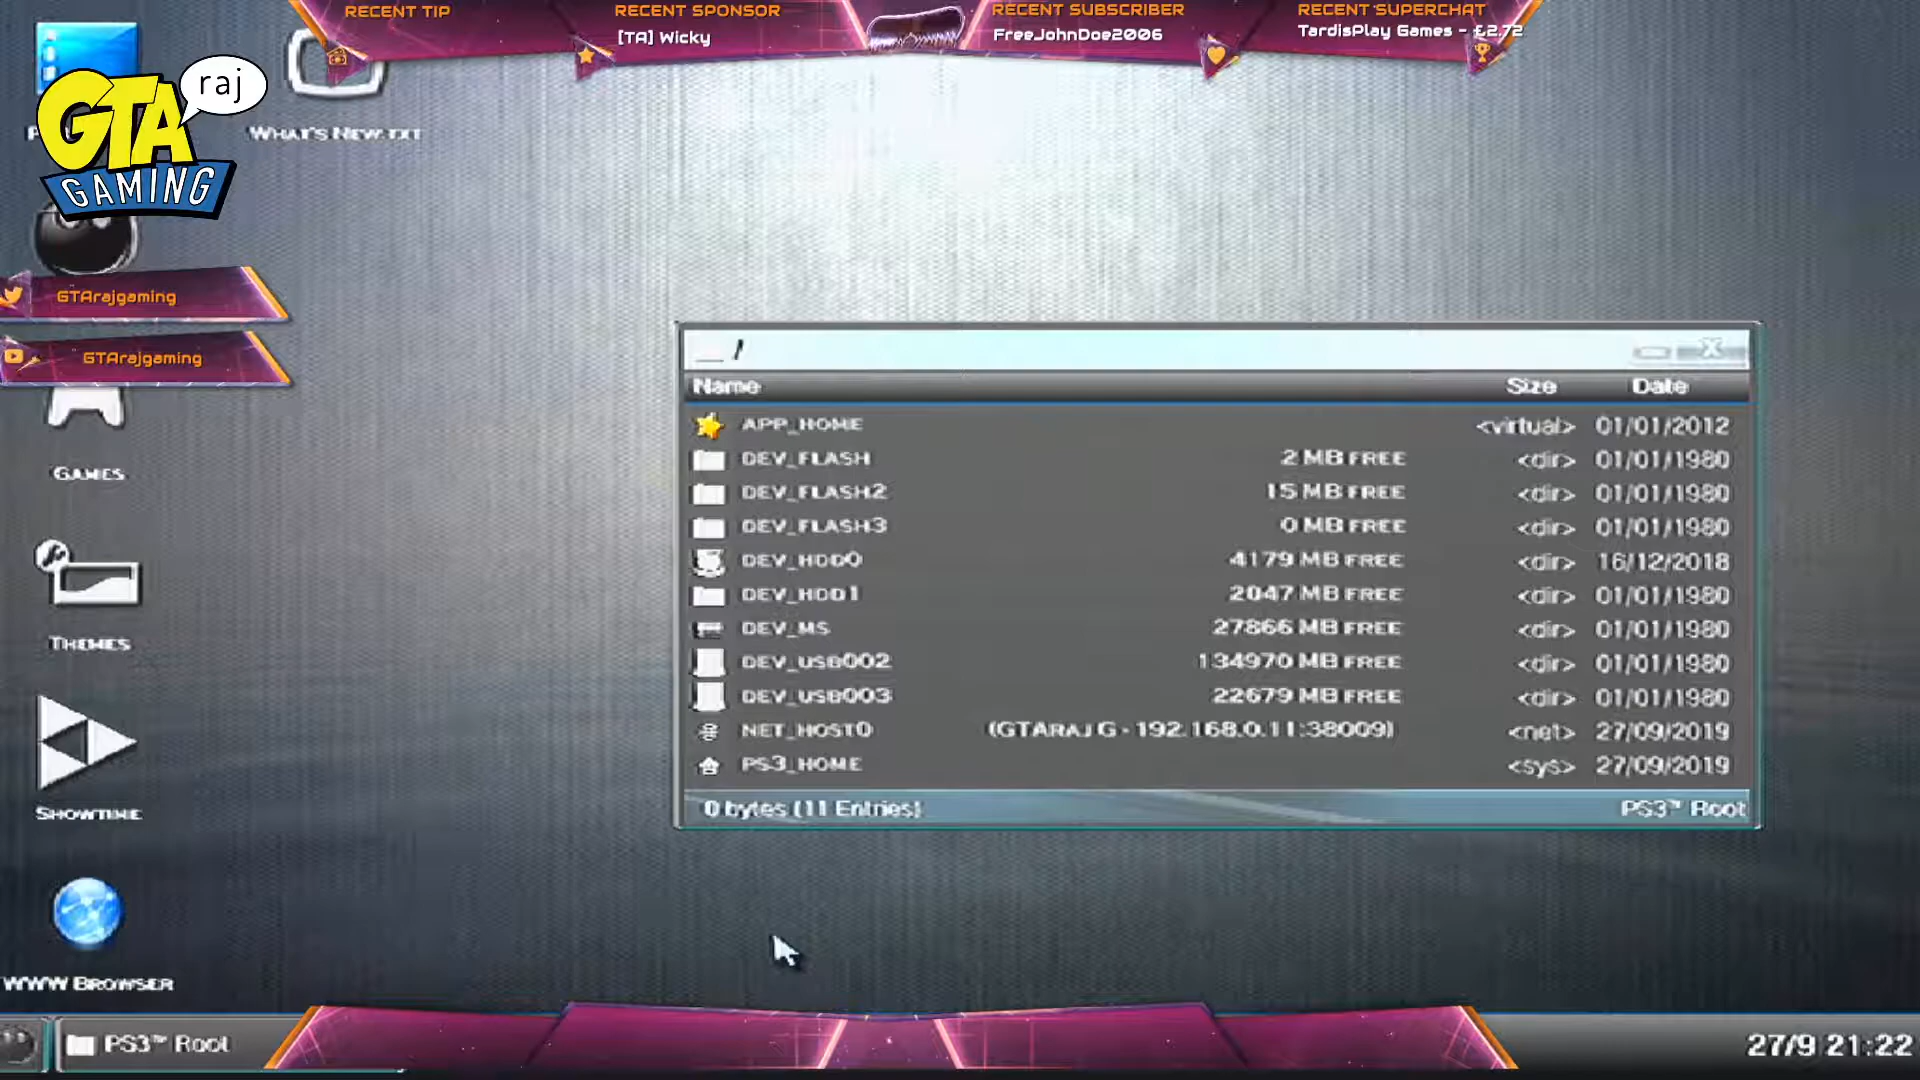 RECENT TIP
RECENT SPONSOR
[TA] Wicky
RECENT SUBSCRIBER
FreeJohnDoe2006
RECENT SUPERCHAT
TardisPlay Games - £2.72
raj
GTA
GAMING
WHAT'S NEW.TXT
GTArajgaming
GTArajgaming
GAMES
THEMES
SHOWTIME
WWW BROWSER
__ /
X
Name Size Date
APP_HOME <virtual> 01/01/2012
DEV_FLASH 2 MB FREE <dir> 01/01/1980
DEV_FLASH2 15 MB FREE <dir> 01/01/1980
DEV_FLASH3 0 MB FREE <dir> 01/01/1980
DEV_HDD0 4179 MB FREE <dir> 16/12/2018
DEV_HDD1 2047 MB FREE <dir> 01/01/1980
DEV_MS 27866 MB FREE <dir> 01/01/1980
DEV_USB002 134970 MB FREE <dir> 01/01/1980
DEV_USB003 22679 MB FREE <dir> 01/01/1980
NET_HOST0 (GTARAJ G - 192.168.0.11:38009) <net> 27/09/2019
PS3_HOME <sys> 27/09/2019
0 bytes (11 Entries) PS3™ Root
PS3™ Root
27/9 21:22